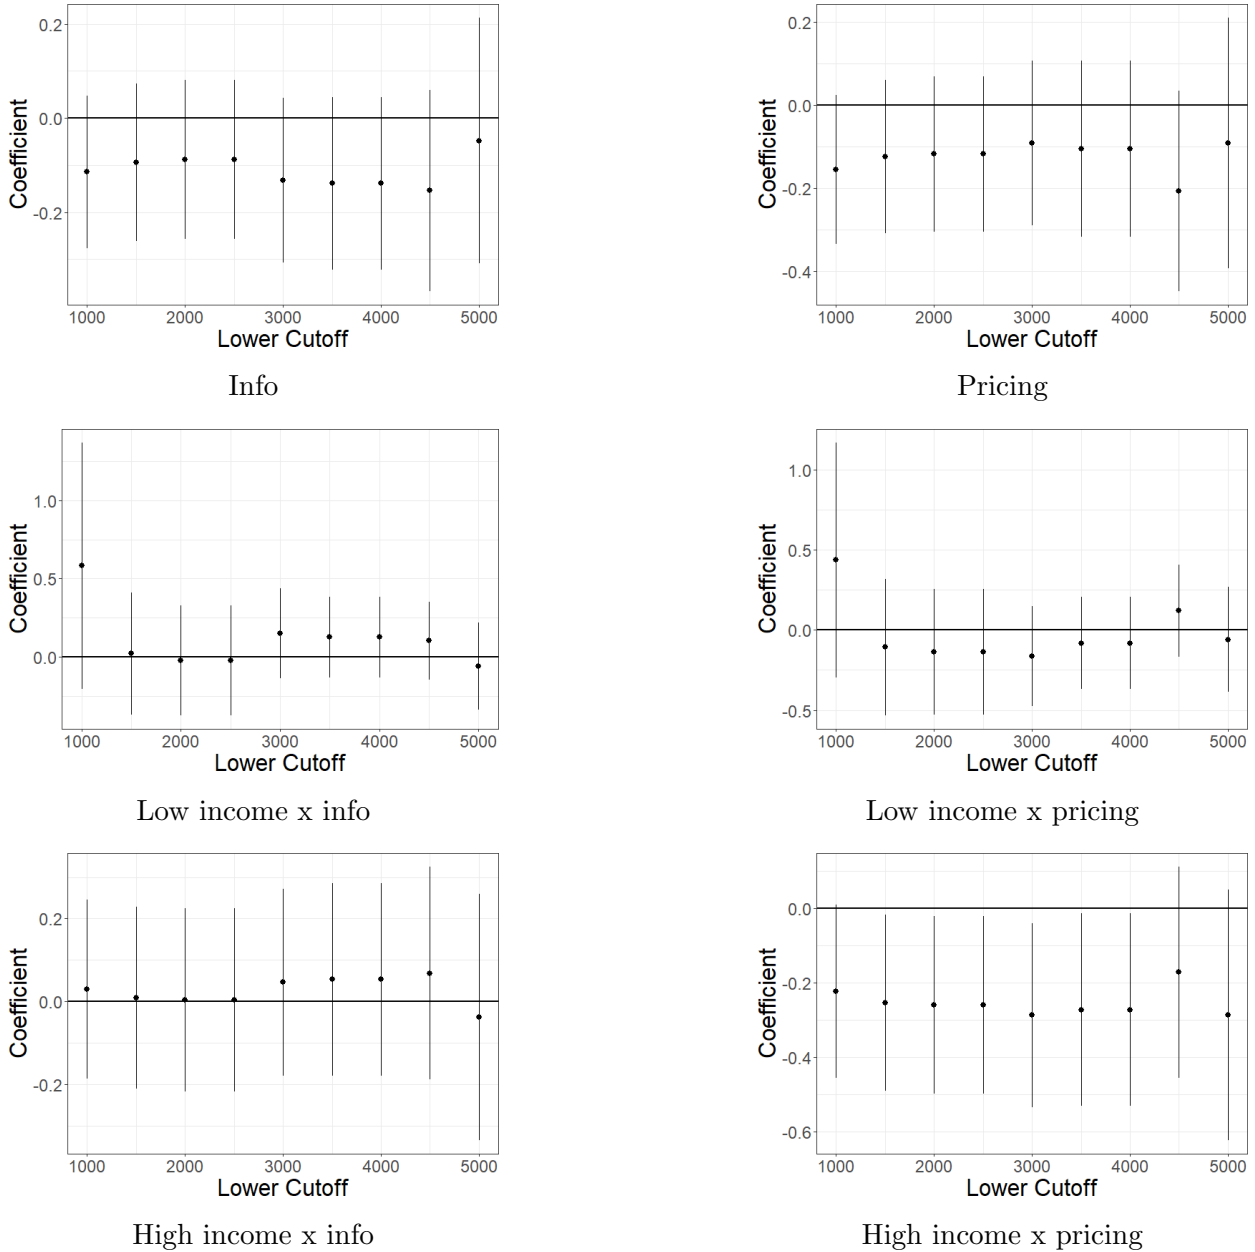 0.2
0.0
-0.2
Coefficient
1000 2000 3000 4000 5000
Lower Cutoff
Info
0.2
0.0
-0.2
-0.4
Coefficient
1000 2000 3000 4000 5000
Lower Cutoff
Pricing
1.0
0.5
0.0
Coefficient
1000 2000 3000 4000 5000
Lower Cutoff
Low income x info
1.0
0.5
0.0
-0.5
Coefficient
1000 2000 3000 4000 5000
Lower Cutoff
Low income x pricing
0.2
0.0
-0.2
Coefficient
1000 2000 3000 4000 5000
Lower Cutoff
High income x info
0.0
-0.2
-0.4
-0.6
Coefficient
1000 2000 3000 4000 5000
Lower Cutoff
High income x pricing